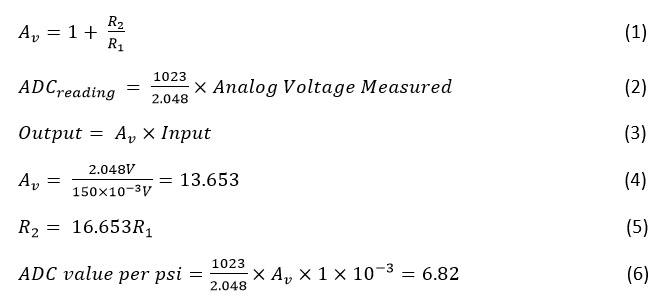 A_v = 1 + R_2/R_1 (1)
ADC_reading = 1023/2.048 × Analog Voltage Measured (2)
Output = A_v × Input (3)
A_v = 2.048V/150×10^−3V = 13.653 (4)
R_2 = 16.653R_1 (5)
ADC value per psi = 1023/2.048 × A_v × 1 × 10^−3 = 6.82 (6)